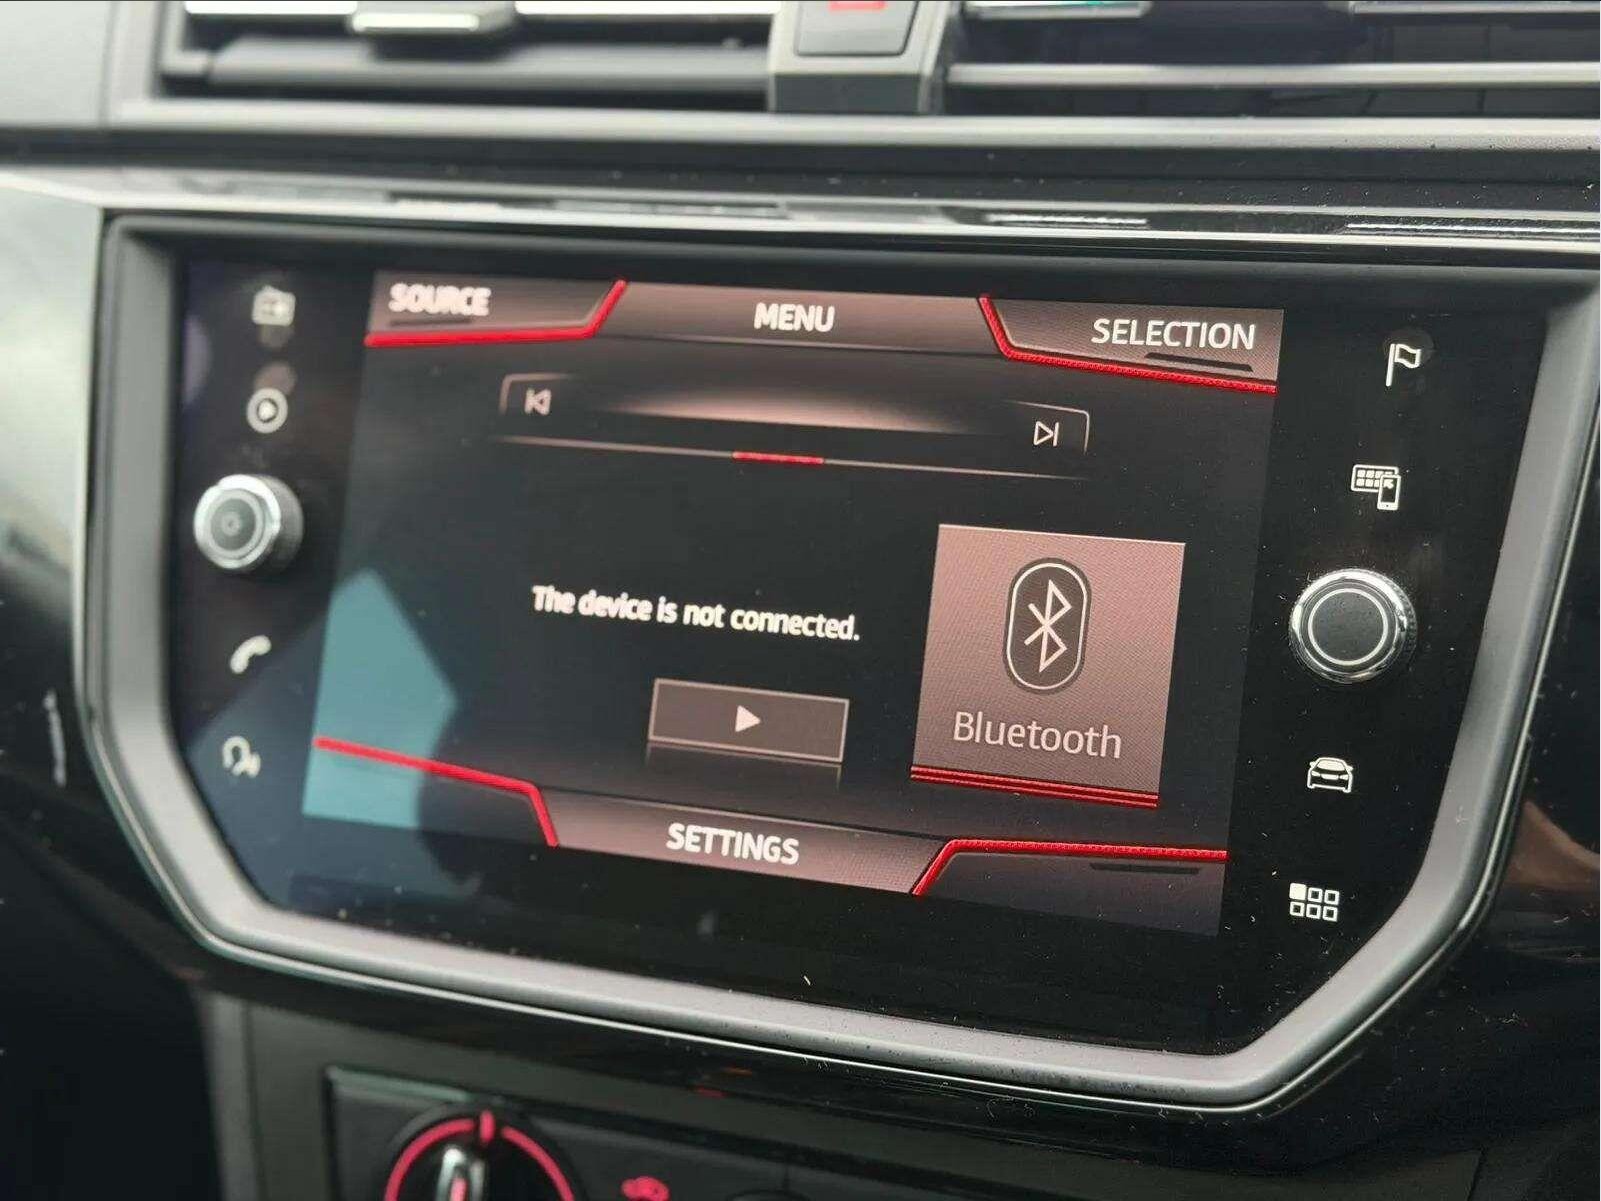 SOURCE
MENU
SELECTION
The device is not connected.
Bluetooth
SETTINGS